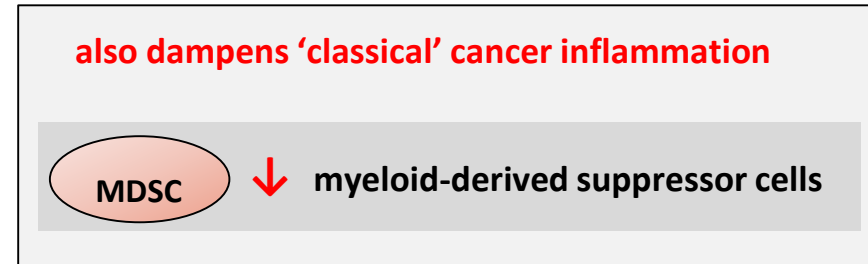 also dampens ‘classical’ cancer inflammation
MDSC ↓ myeloid-derived suppressor cells